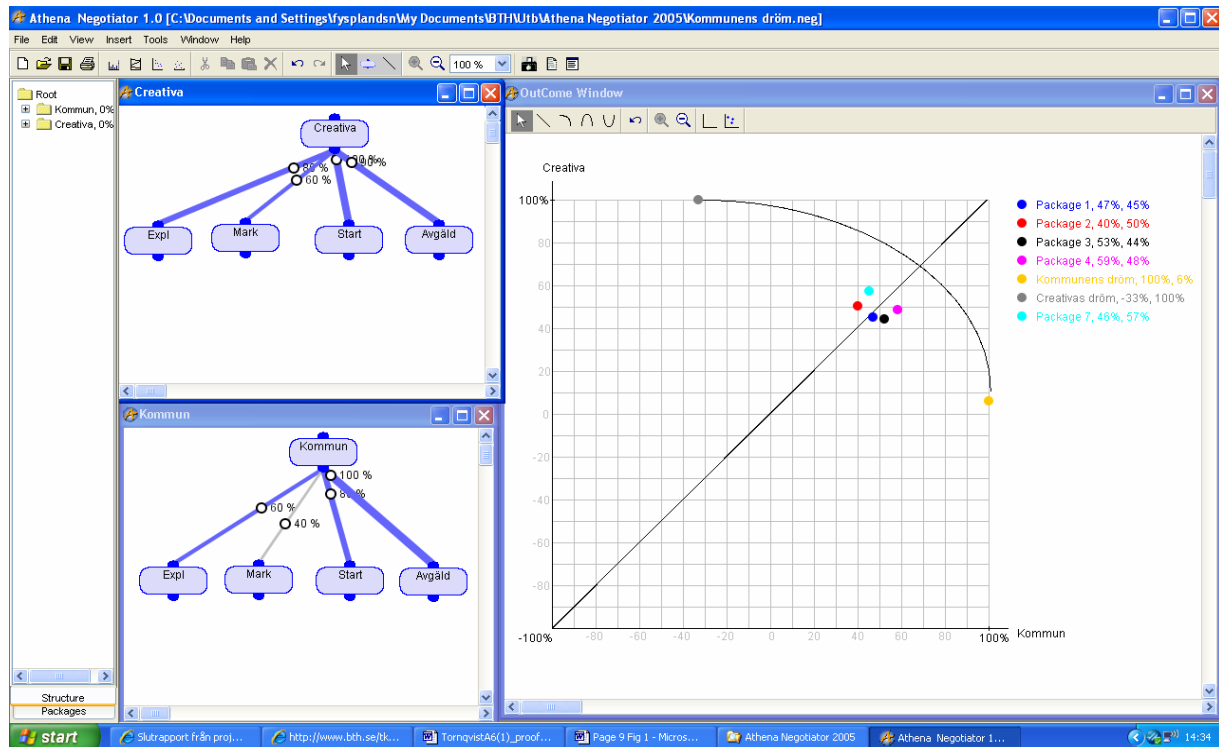 Athena Negotiator 1.0 [C:\Documents and Settings\fysplandsn\My Documents\BTH\Utb\Athena Negotiator 2005\Kommunens dröm.neg]
File Edit View Insert Tools Window Help
100 %
Root
Kommun, 0%
Creativa, 0%
Structure
Packages
Creativa
Creativa
90 %
60 %
Expl
Mark
Start
Avgäld
Kommun
Kommun
100 %
60 %
40 %
Expl
Mark
Start
Avgäld
OutCome Window
Creativa
100%
80
60
40
20
0
-20
-40
-60
-80
-100%
-80 -60 -40 -20 0 20 40 60 80 100% Kommun
Package 1, 47%, 45%
Package 2, 40%, 50%
Package 3, 53%, 44%
Package 4, 59%, 48%
Kommunens dröm, 100%, 6%
Creativas dröm, -33%, 100%
Package 7, 46%, 57%
start
Slutrapport från proj...
http://www.bth.se/tk...
TornqvistA6(1)_proof...
Page 9 Fig 1 - Micros...
Athena Negotiator 2005
Athena Negotiator 1...
14:34